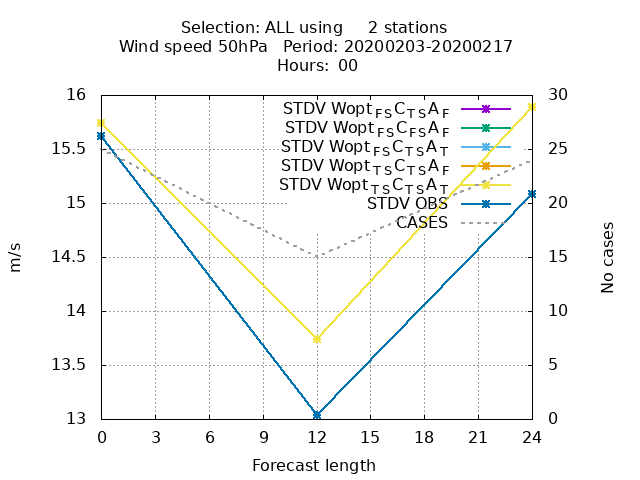 Selection: ALL using     2 stations
Wind speed 50hPa   Period: 20200203-20200217
Hours:  00
16
15.5
15
14.5
14
13.5
13
m/s
30
25
20
15
10
5
0
No cases
STDV Wopt_FS C_TS A_F
STDV Wopt_FS C_FS A_F
STDV Wopt_FS C_TS A_T
STDV Wopt_TS C_TS A_F
STDV Wopt_TS C_TS A_T
STDV OBS
CASES
0 3 6 9 12 15 18 21 24
Forecast length